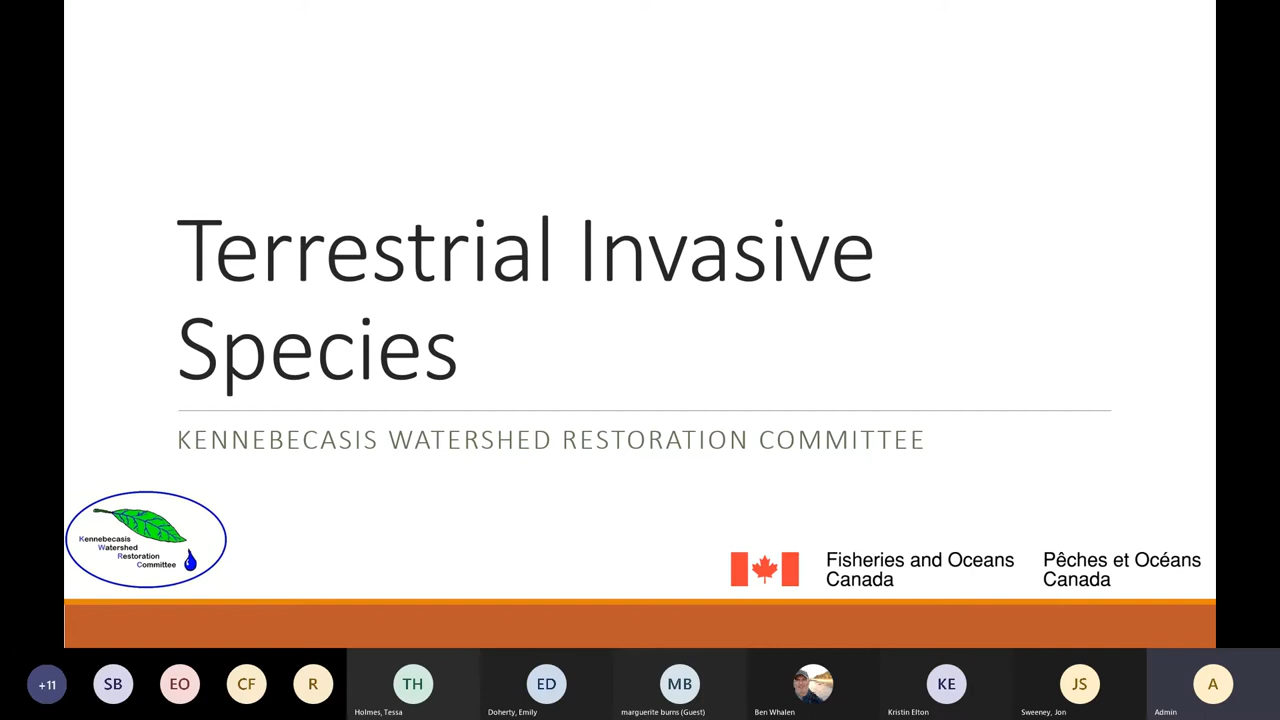 Terrestrial Invasive
Species
KENNEBECASIS WATERSHED RESTORATION COMMITTEE
Kennebecasis
Watershed
Restoration
Committee
Fisheries and Oceans
Canada
Pêches et Océans
Canada
+11
SB
EO
CF
R
TH
ED
MB
KE
JS
A
Holmes, Tessa
Doherty, Emily
marguerite burns (Guest)
Ben Whalen
Kristin Elton
Sweeney, Jon
Admin